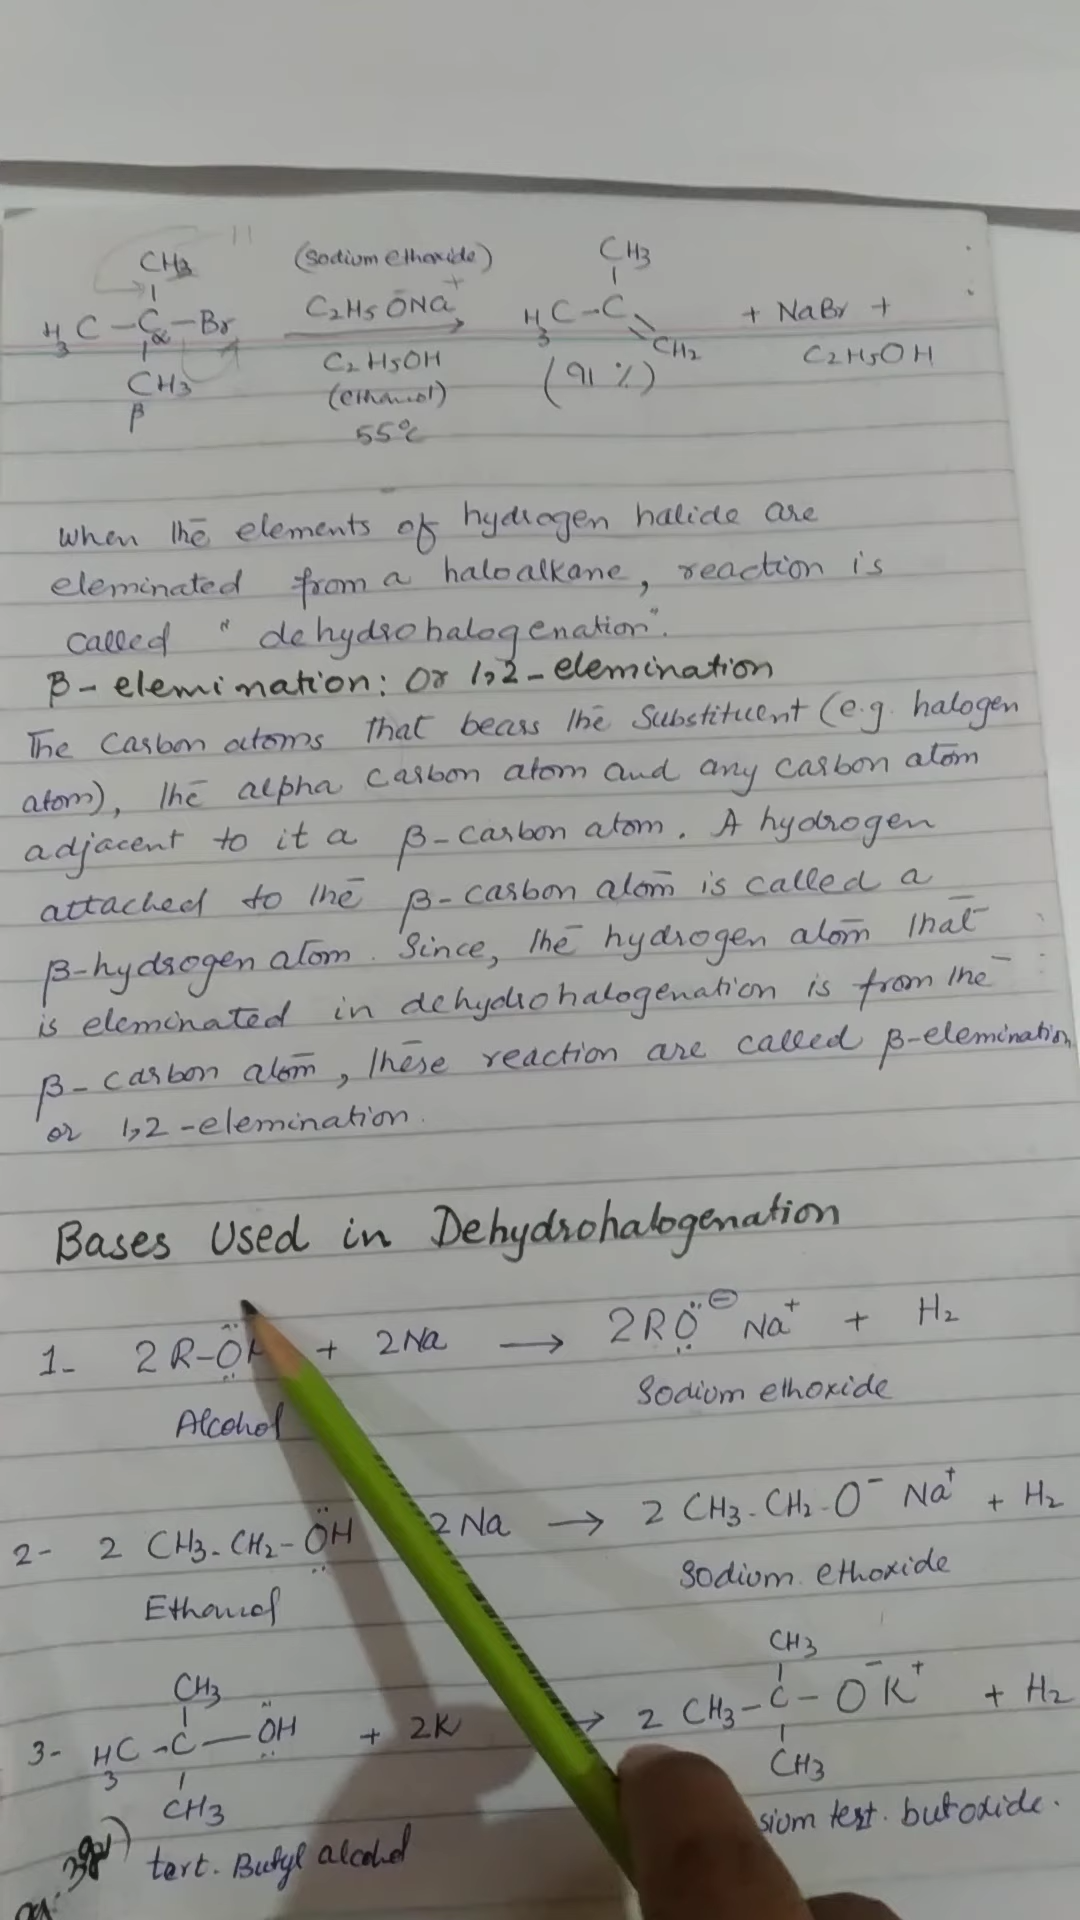 CH3
(Sodium ethoxide)
CH3
H3C-Cα-Br
C2H5ŌNa+
H3C-C
CH2
+ NaBr +
C2H5OH
CH3
β
C2H5OH
(ethanol)
55°c
(91%)
When the elements of hydrogen halide are
eleminated from a haloalkane, reaction is
called "dehydrohalogenation".
β-elemination: Or 1,2-elemination
The Carbon atoms that bears the Substituent (e.g. halogen
atom), the alpha carbon atom and any carbon atom
adjacent to it a β-carbon atom. A hydrogen
attached to the β-carbon atom is called a
β-hydrogen atom. Since, the hydrogen atom that
is eleminated in dehydrohalogenation is from the
β-carbon atom, these reaction are called β-elemination
or 1,2-elemination.
Bases Used in Dehydrohalogenation
1- 2R-Ö + 2Na → 2RÖ⊖ Na+ + H2
Alcohol Sodium ethoxide
2- 2 CH3-CH2-ÖH 2Na → 2 CH3-CH2-O- Na+ + H2
Ethanol Sodium ethoxide
CH3 CH3
3- H3C-C-ÖH + 2K → 2 CH3-C-O-K+ + H2
CH3 CH3
tert. Butyl alcohol sium tert. butoxide.